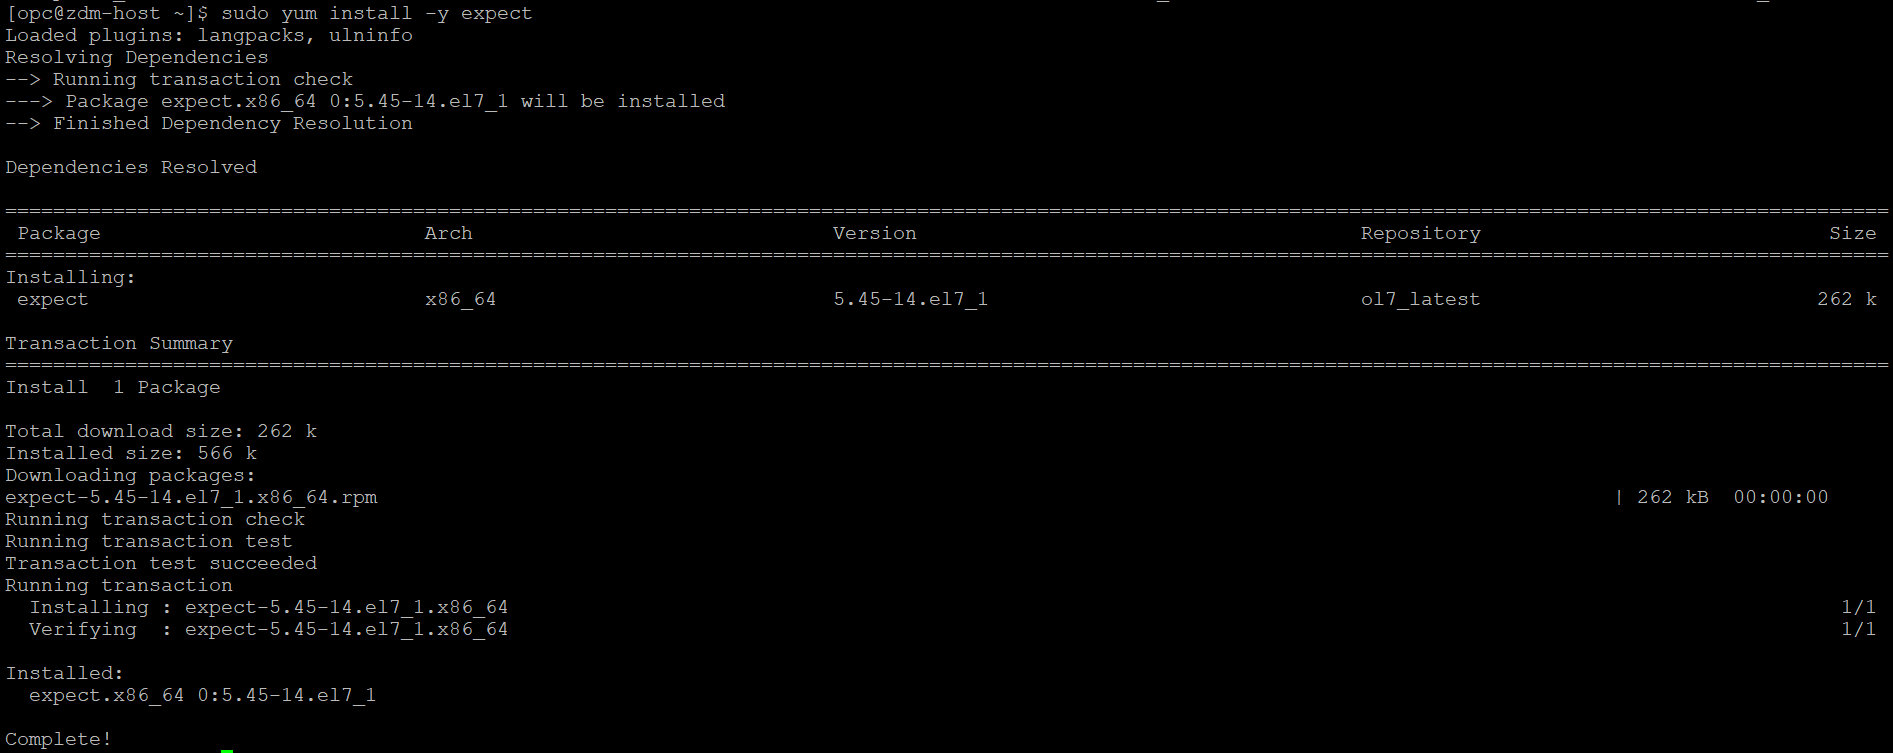 [opc@zdm-host ~]$ sudo yum install -y expect
Loaded plugins: langpacks, ulninfo
Resolving Dependencies
--> Running transaction check
---> Package expect.x86_64 0:5.45-14.el7_1 will be installed
--> Finished Dependency Resolution
Dependencies Resolved
================================================================================
Package Arch Version Repository Size
================================================================================
Installing:
expect x86_64 5.45-14.el7_1 ol7_latest 262 k
Transaction Summary
================================================================================
Install  1 Package
Total download size: 262 k
Installed size: 566 k
Downloading packages:
expect-5.45-14.el7_1.x86_64.rpm | 262 kB  00:00:00
Running transaction check
Running transaction test
Transaction test succeeded
Running transaction
  Installing : expect-5.45-14.el7_1.x86_64 1/1
  Verifying  : expect-5.45-14.el7_1.x86_64 1/1
Installed:
  expect.x86_64 0:5.45-14.el7_1
Complete!